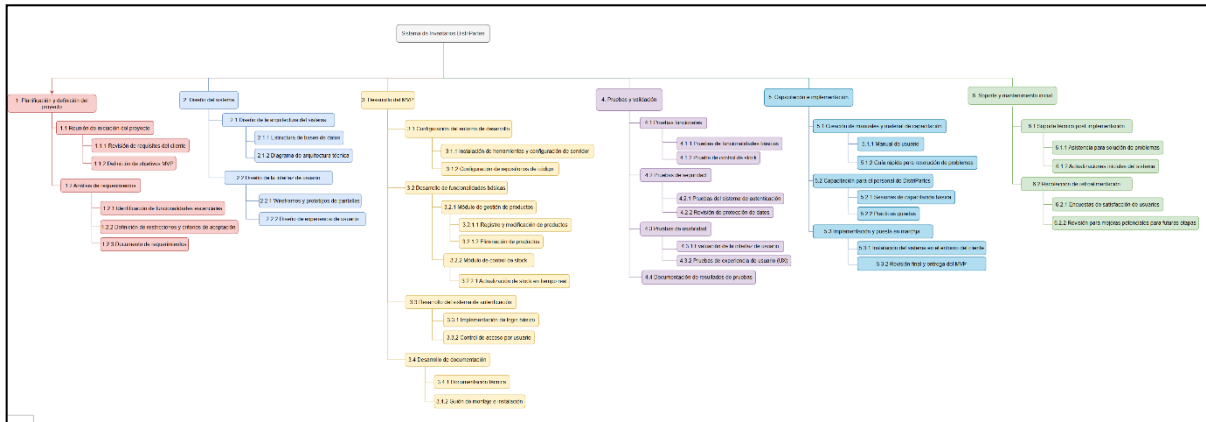 Sistema de Inventarios DistriPartes
1. Planificación y definición del
proyecto
1.1 Reunión de iniciación del proyecto
1.1.1 Revisión de requisitos del cliente
1.1.2 Definición de objetivos MVP
1.2 Análisis de requerimientos
1.2.1 Identificación de funcionalidades esenciales
1.2.2 Definición de restricciones y criterios de aceptación
1.2.3 Documento de requerimientos
2. Diseño del sistema
2.1 Diseño de la arquitectura del sistema
2.1.1 Estructura de bases de datos
2.1.2 Diagrama de arquitectura técnica
2.2 Diseño de la interfaz de usuario
2.2.1 Wireframes y prototipos de pantallas
2.2.2 Diseño de experiencia de usuario
3. Desarrollo del MVP
Configuración del entorno de desarrollo
3.1.1 Instalación de herramientas y configuración de servidor
3.1.2 Configuración de repositorios de código
3.2 Desarrollo de funcionalidades básicas
3.2.1 Módulo de gestión de productos
3.2.1.1 Registro y modificación de productos
3.2.1.2 Eliminación de productos
3.2.2 Módulo de control de stock
3.2.2.1 Actualización de stock en tiempo real
3.3 Desarrollo del sistema de autenticación
3.3.1 Implementación de login básico
3.3.2 Control de acceso por usuario
3.4 Desarrollo de documentación
3.4.1 Documentación técnica
3.4.2 Guión de montaje e instalación
4. Pruebas y validación
4.1 Pruebas funcionales
4.1.1 Pruebas de funcionalidades básicas
4.1.2 Prueba de control de stock
4.2 Pruebas de seguridad
4.2.1 Pruebas del sistema de autenticación
4.2.2 Revisión de protección de datos
4.3 Pruebas de usabilidad
4.3.1 Evaluación de la interfaz de usuario
4.3.2 Pruebas de experiencia de usuario (UX)
Documentación de resultados de pruebas
5. Capacitación e implementación
5.1 Creación de manuales y material de capacitación
Manual de usuario
5.1.2 Guía rápida para resolución de problemas
5.2 Capacitación para el personal de DistriPartes
5.2.1 Sesiones de capacitación básica
5.2.2 Prácticas guiadas
5.3 Implementación y puesta en marcha
5.3.1 Instalación del sistema en el entorno del cliente
5.3.2 Revisión final y entrega del MVP
6. Soporte y mantenimiento inicial
Soporte técnico post implementación
Asistencia para solución de problemas
Actualizaciones iniciales del sistema
6.2 Recolección de retroalimentación
6.2.1 Encuestas de satisfacción de usuarios
6.2.2 Revisión para mejoras potenciales para futuras etapas